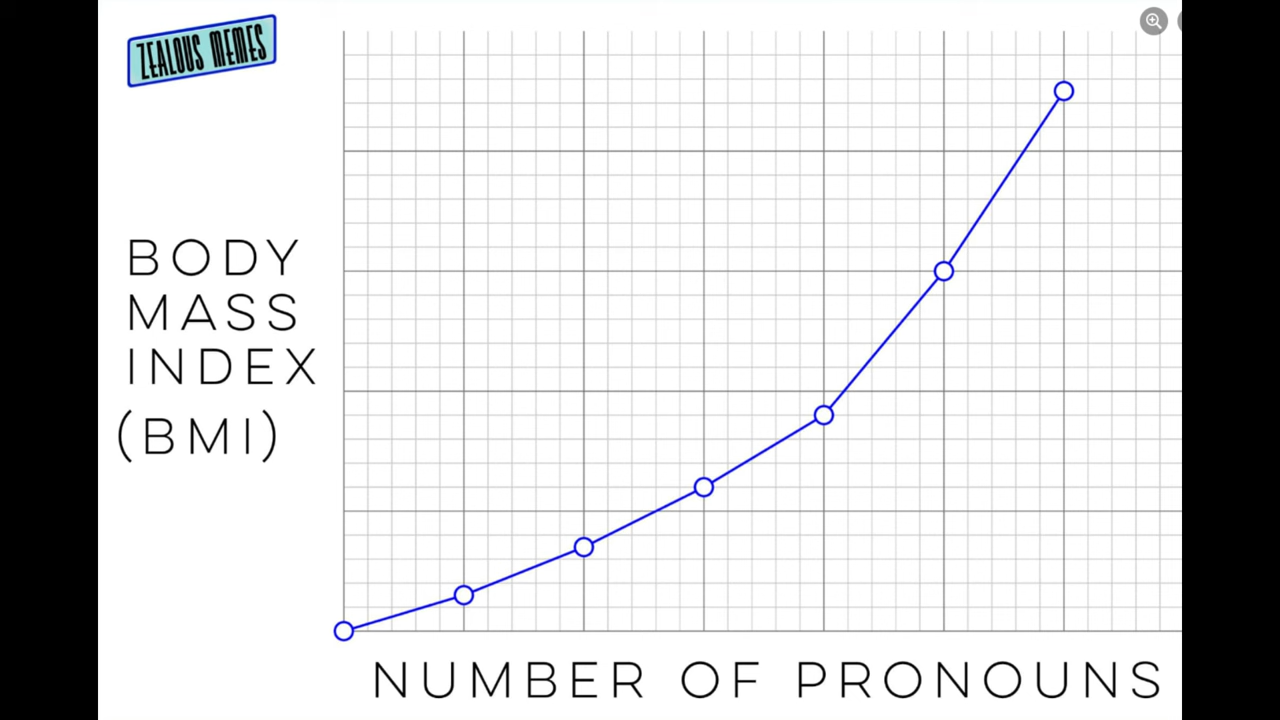 ZEALOUS MEMES
BODY
MASS
INDEX
(BMI)
NUMBER OF PRONOUNS